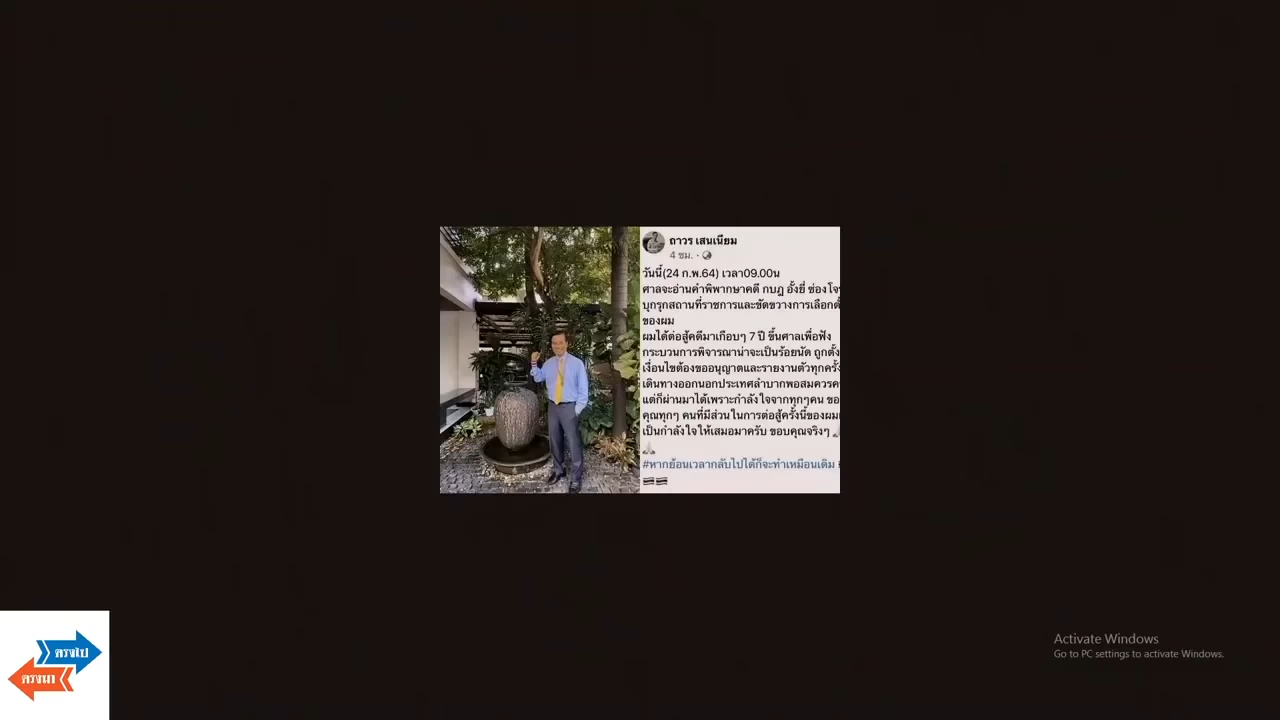 ถาวร เสนเนียม
4 ชม. ·
วันนี้(24 ก.พ.64) เวลา09.00น
ศาลจะอ่านคำพิพากษาคดี กบฎ อั้งยี่ ซ่องโจ
บุกรุกสถานที่ราชการและขัดขวางการเลือกตั้
ของผม
ผมได้ต่อสู้คดีมาเกือบๆ 7 ปี ขึ้นศาลเพื่อฟัง
กระบวนการพิจารณาน่าจะเป็นร้อยนัด ถูกตั้ง
เงื่อนไขต้องขออนุญาตและรายงานตัวทุกครั้ง
เดินทางออกนอกประเทศลำบากพอสมควรค
แต่ก็ผ่านมาได้เพราะกำลังใจจากทุกๆคน ขอ
คุณทุกๆ คนที่มีส่วนในการต่อสู้ครั้งนี้ของผม
เป็นกำลังใจให้เสมอมาครับ ขอบคุณจริงๆ
#หากย้อนเวลากลับไปได้ก็จะทำเหมือนเดิม
ตรงไป
ตรงมา
Activate Windows
Go to PC settings to activate Windows.